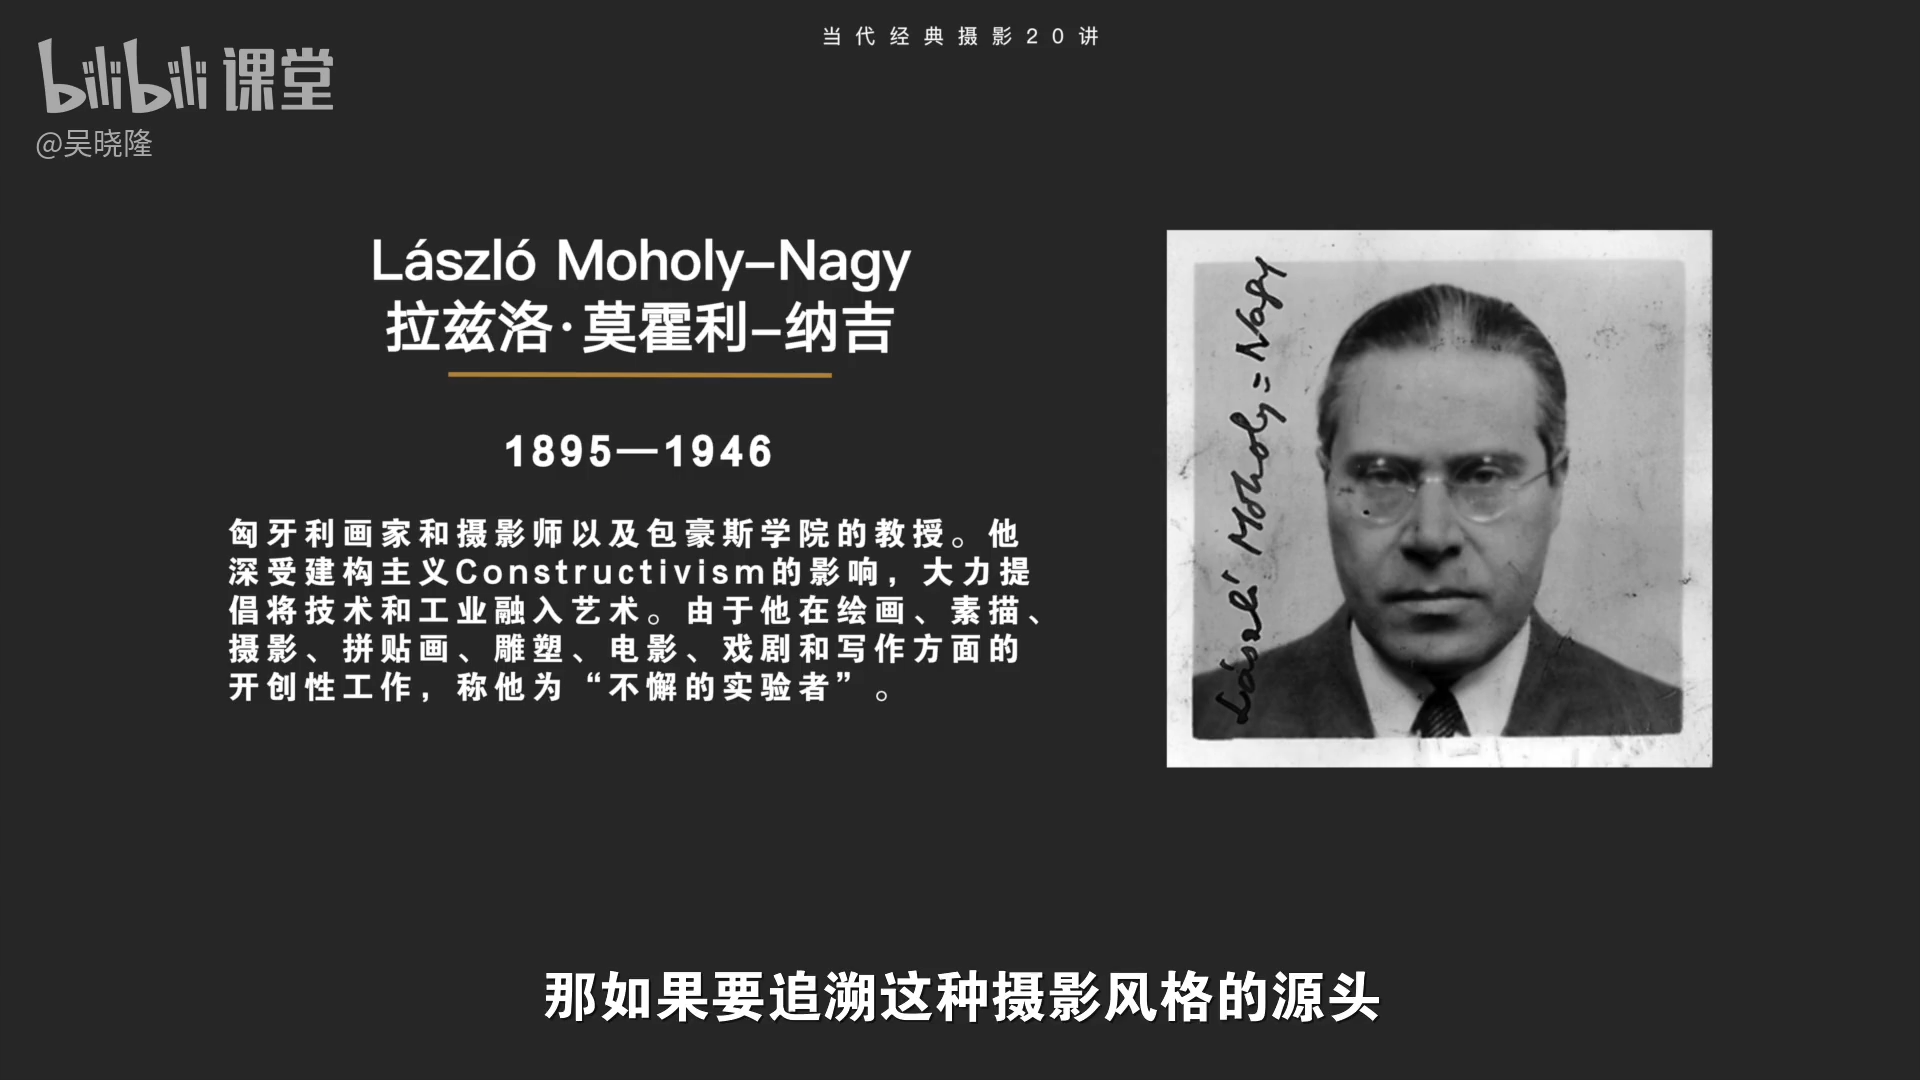 当代经典摄影20讲
bilibili课堂
@吴晓隆
László Moholy–Nagy
拉兹洛·莫霍利–纳吉
1895—1946
匈牙利画家和摄影师以及包豪斯学院的教授。他
深受建构主义Constructivism的影响，大力提
倡将技术和工业融入艺术。由于他在绘画、素描、
摄影、拼贴画、雕塑、电影、戏剧和写作方面的
开创性工作，称他为“不懈的实验者”。
László Moholy=Nagy
那如果要追溯这种摄影风格的源头